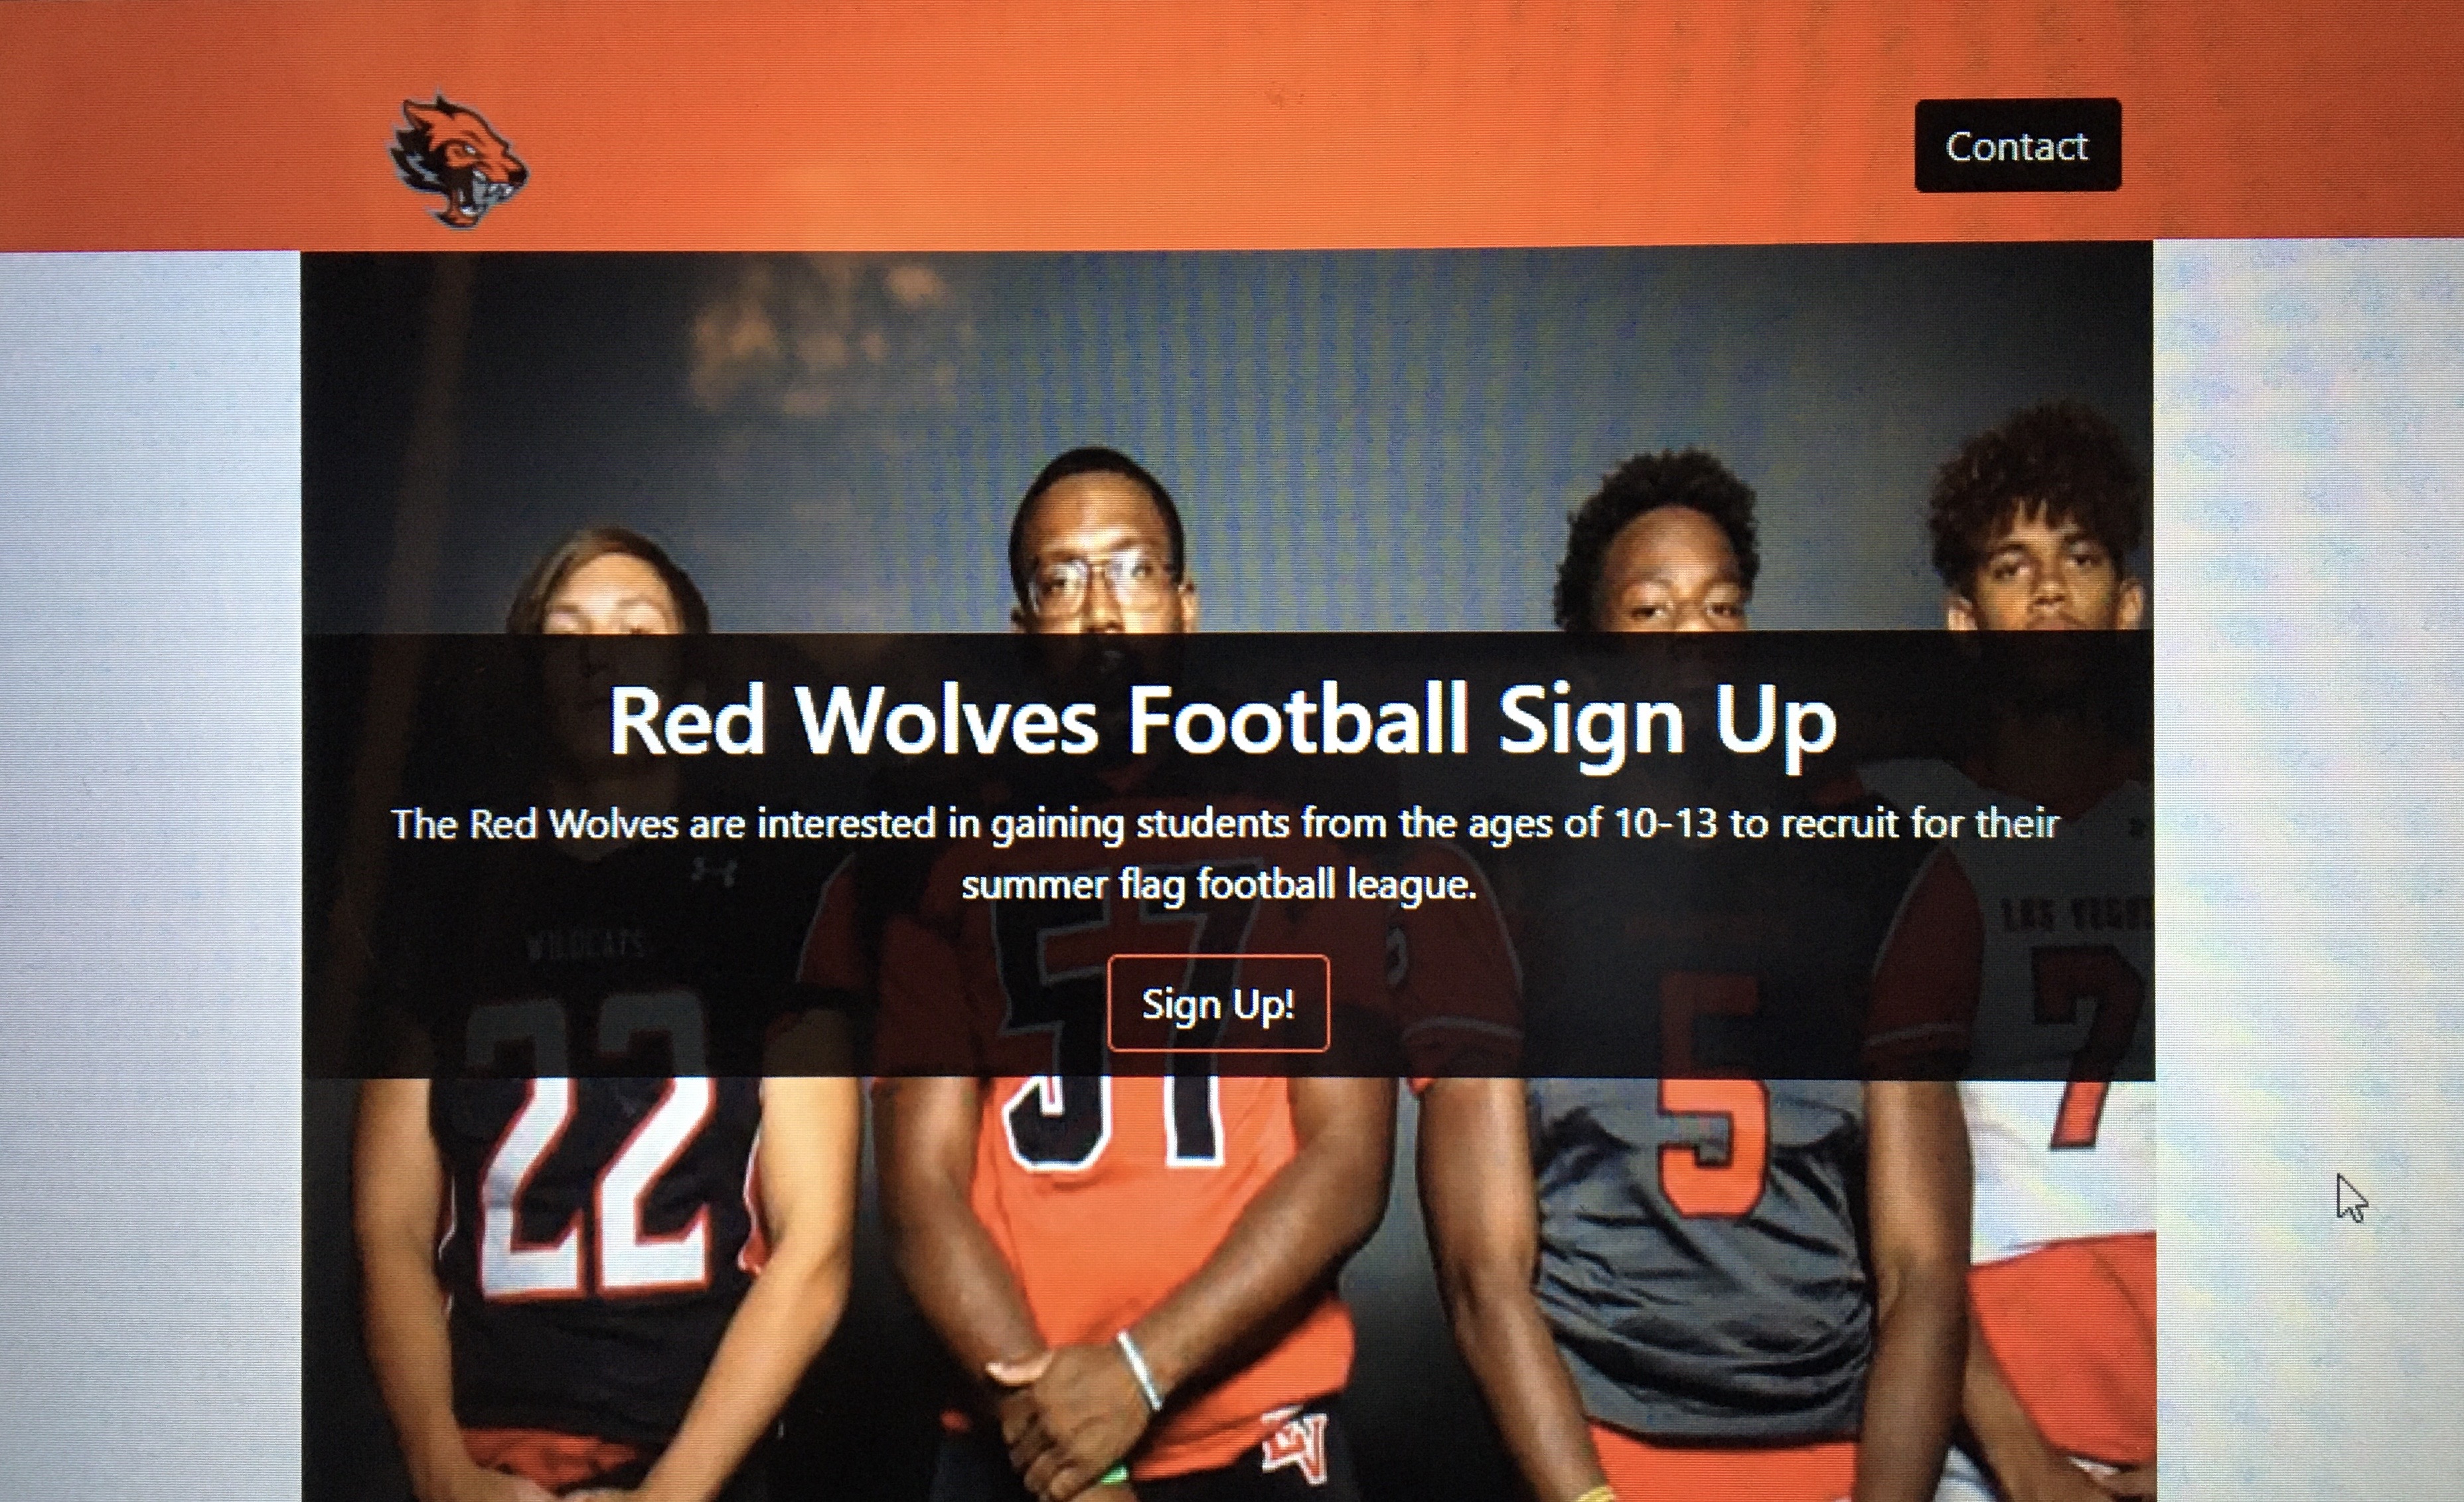 Contact
Red Wolves Football Sign Up
The Red Wolves are interested in gaining students from the ages of 10-13 to recruit for their
summer flag football league.
Sign Up!
WILDCATS
LAS VEGAS
22
57
5
7
LV